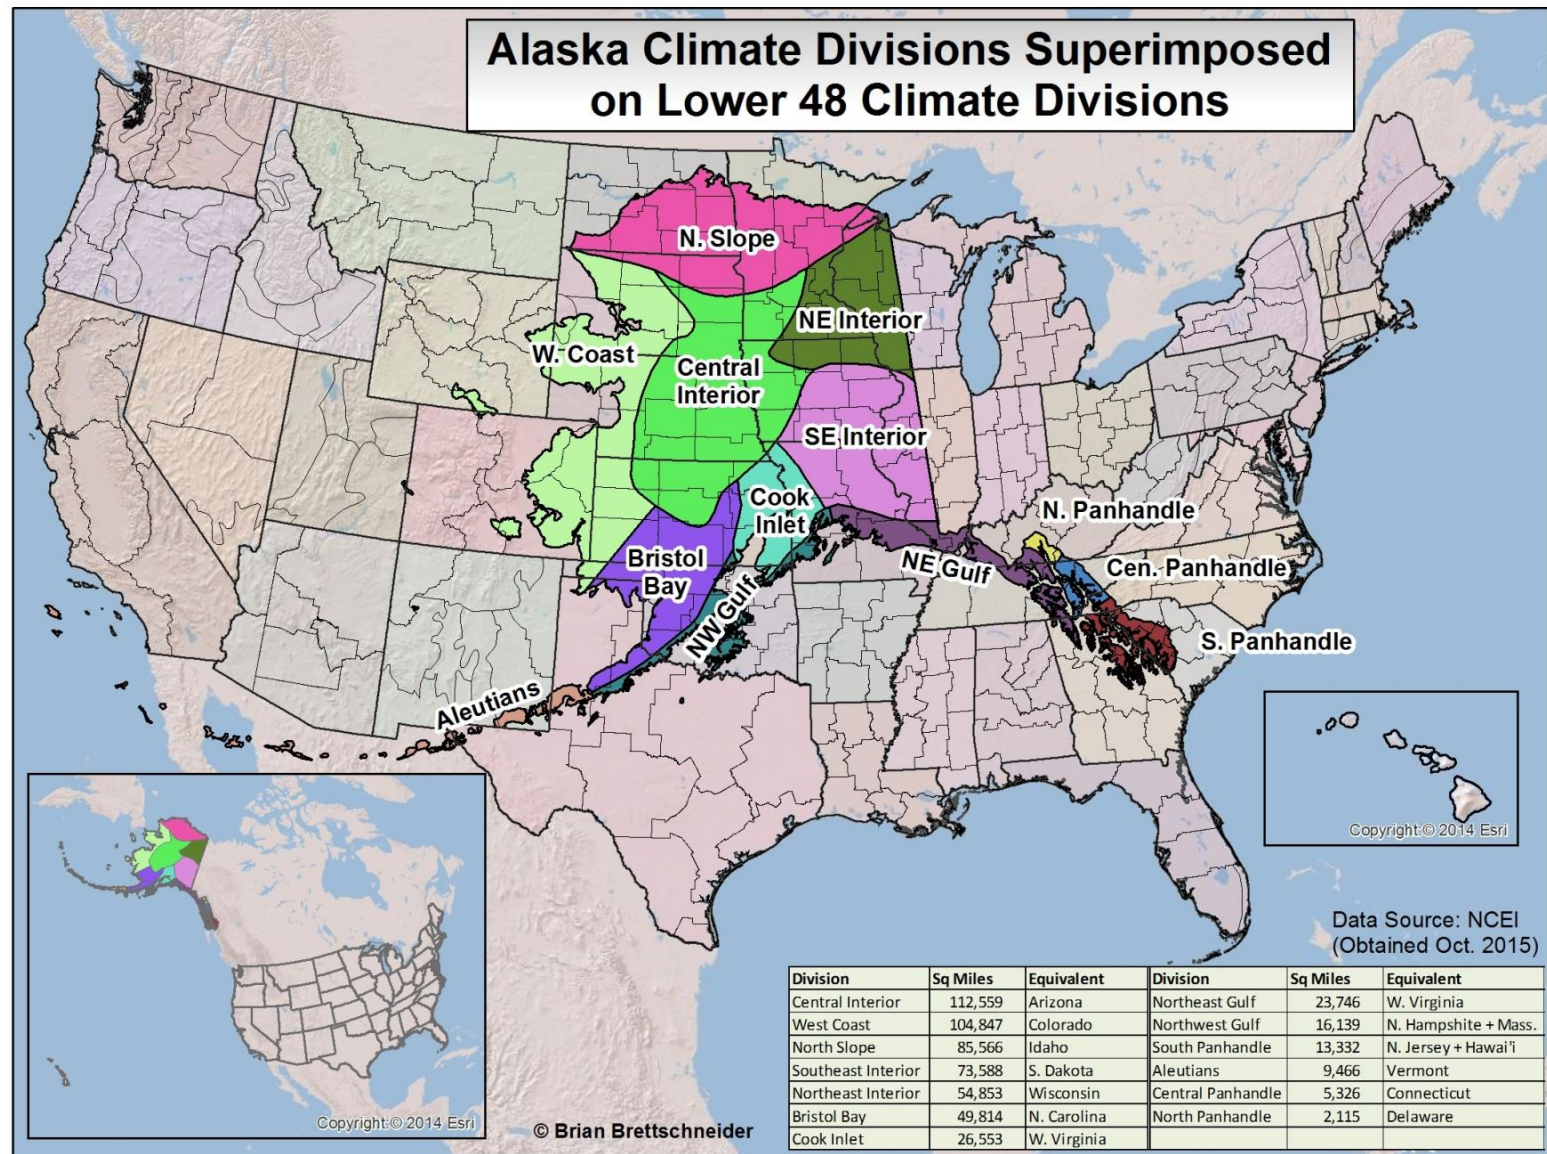 Alaska Climate Divisions Superimposed
on Lower 48 Climate Divisions
N. Slope
NE Interior
W. Coast
Central
Interior
SE Interior
Cook
Inlet
N. Panhandle
Bristol
Bay
NE Gulf
Cen. Panhandle
NW Gulf
S. Panhandle
Aleutians
Copyright:© 2014 Esri
Data Source: NCEI
(Obtained Oct. 2015)
Copyright:© 2014 Esri
© Brian Brettschneider
Division Sq Miles Equivalent Division Sq Miles Equivalent
Central Interior 112,559 Arizona Northeast Gulf 23,746 W. Virginia
West Coast 104,847 Colorado Northwest Gulf 16,139 N. Hampshite + Mass.
North Slope 85,566 Idaho South Panhandle 13,332 N. Jersey + Hawai'i
Southeast Interior 73,588 S. Dakota Aleutians 9,466 Vermont
Northeast Interior 54,853 Wisconsin Central Panhandle 5,326 Connecticut
Bristol Bay 49,814 N. Carolina North Panhandle 2,115 Delaware
Cook Inlet 26,553 W. Virginia